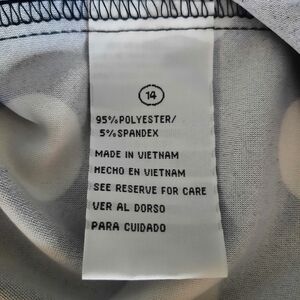 14
95% POLYESTER/
5% SPANDEX
MADE IN VIETNAM
HECHO EN VIETNAM
SEE RESERVE FOR CARE
VER AL DORSO
PARA CUIDADO